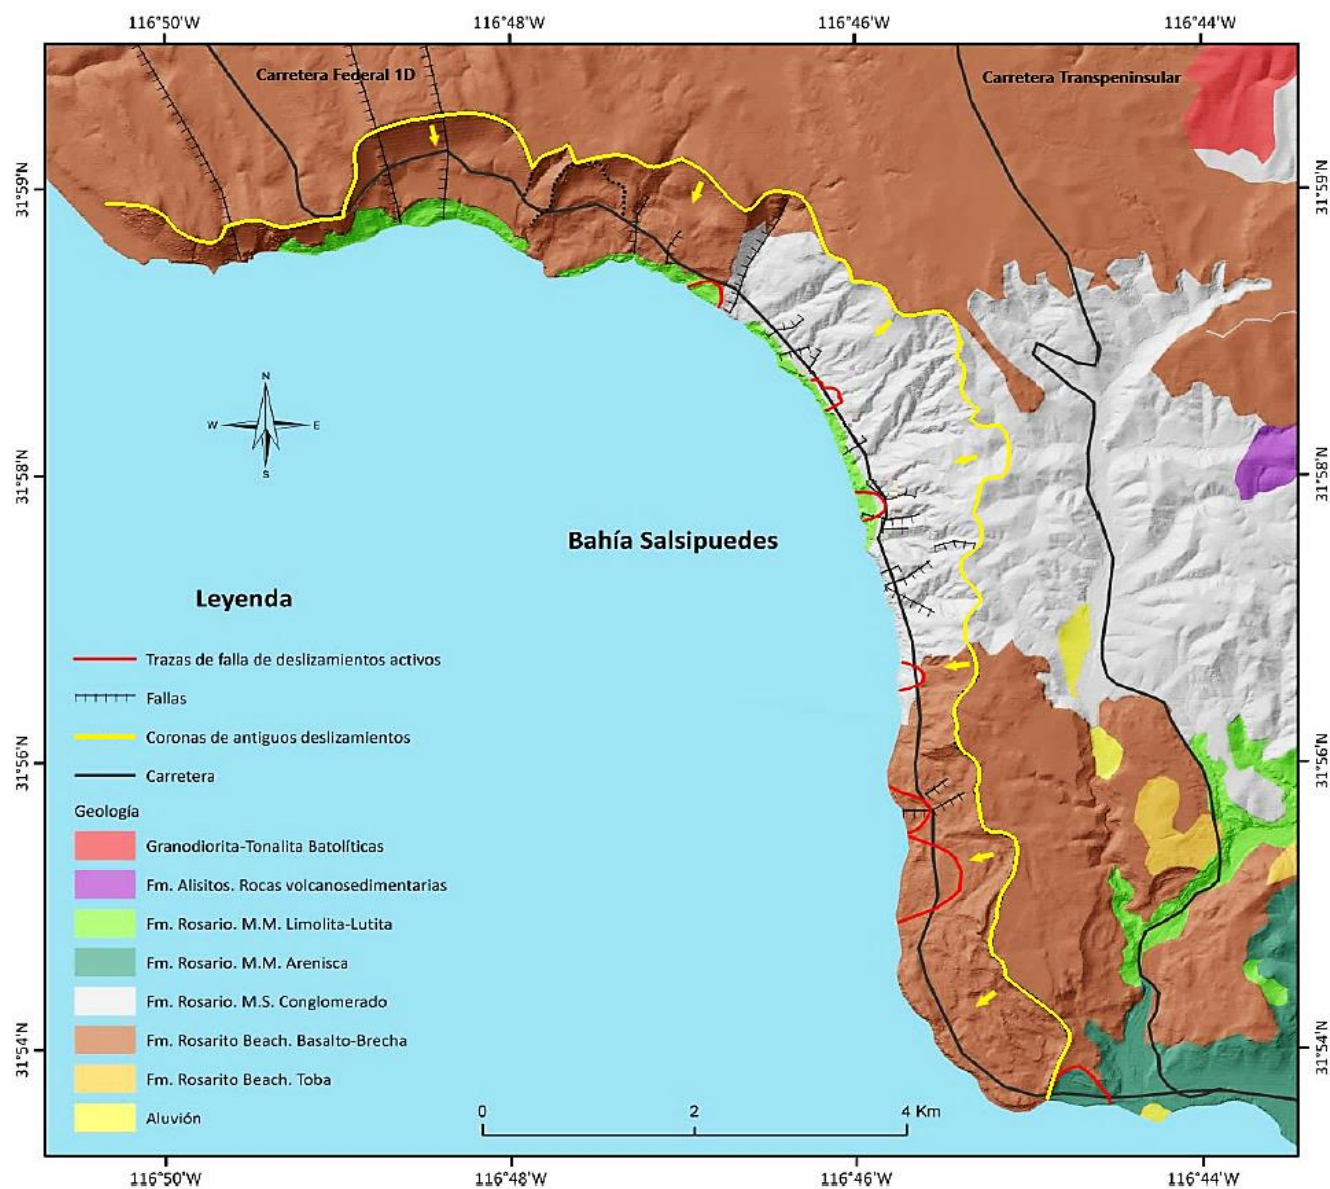 116°50'W
116°48'W
116°46'W
116°44'W
Carretera Federal 1D
Carretera Transpeninsular
31°59'N
31°59'N
N
W
E
S
31°58'N
31°58'N
Bahía Salsipuedes
Leyenda
Trazas de falla de deslizamientos activos
Fallas
Coronas de antiguos deslizamientos
Carretera
31°56'N
31°56'N
Geología
Granodiorita-Tonalita Batolíticas
Fm. Alisitos. Rocas volcanosedimentarias
Fm. Rosario. M.M. Limolita-Lutita
Fm. Rosario. M.M. Arenisca
Fm. Rosario. M.S. Conglomerado
Fm. Rosarito Beach. Basalto-Brecha
Fm. Rosarito Beach. Toba
Aluvión
31°54'N
31°54'N
0 2 4 Km
116°50'W
116°48'W
116°46'W
116°44'W